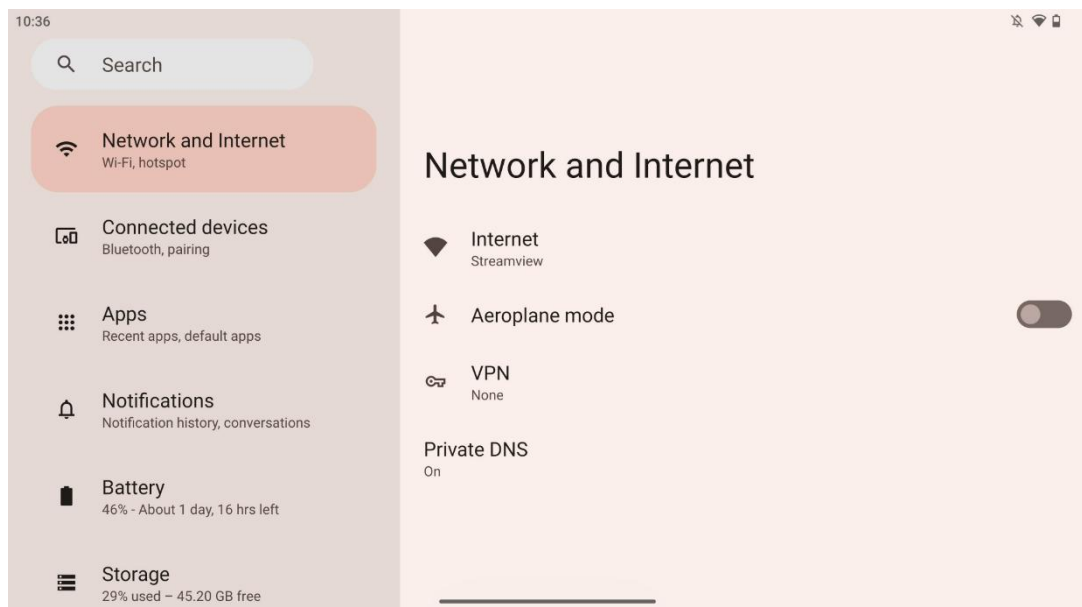 10:36
Search
Network and Internet
Wi-Fi, hotspot
Connected devices
Bluetooth, pairing
Apps
Recent apps, default apps
Notifications
Notification history, conversations
Battery
46% - About 1 day, 16 hrs left
Storage
29% used – 45.20 GB free
Network and Internet
Internet
Streamview
Aeroplane mode
VPN
None
Private DNS
On